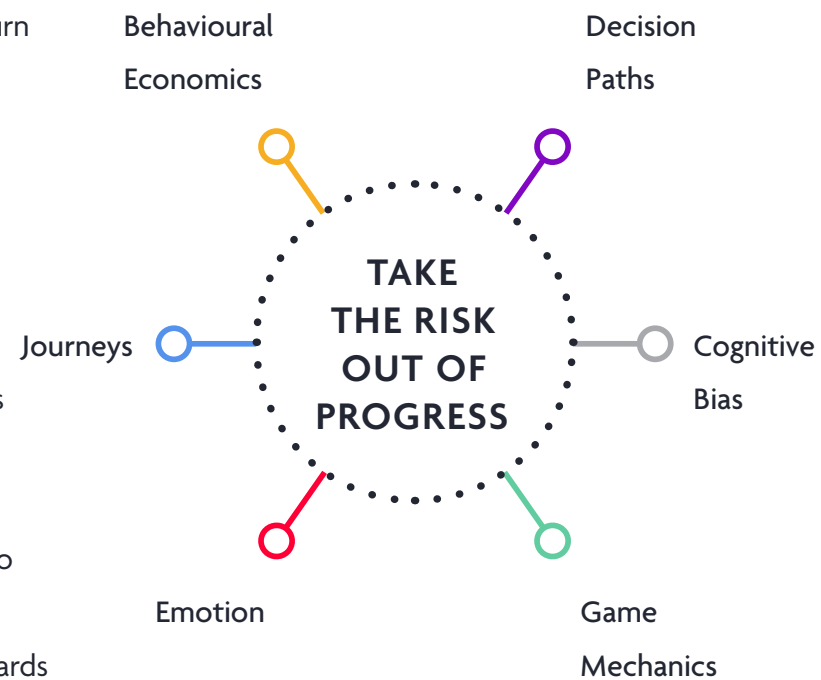 Behavioural
Economics
Decision
Paths
TAKE
THE RISK
OUT OF
PROGRESS
Journeys
Cognitive
Bias
Emotion
Game
Mechanics